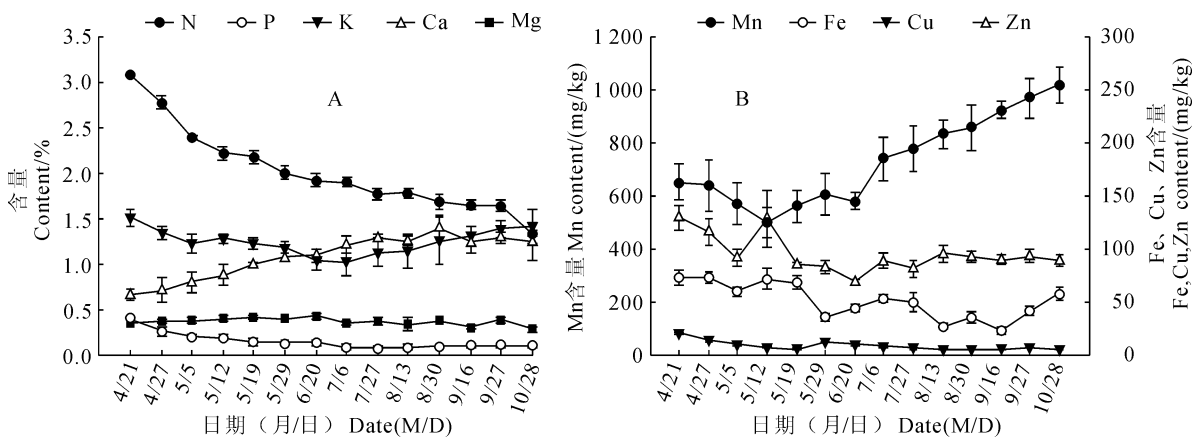 N P K Ca Mg
3.5
3.0
2.5
2.0
1.5
1.0
0.5
0.0
含量
Content/%
A
4/21 4/27 5/5 5/12 5/19 5/29 6/20 7/6 7/27 8/13 8/30 9/16 9/27 10/28
日期（月/日）Date(M/D)
Mn Fe Cu Zn
1 200
1 000
800
600
400
200
0
Mn含量 Mn content/(mg/kg)
B
300
250
200
150
100
50
0
Fe、Cu、Zn含量
Fe,Cu,Zn content/(mg/kg)
4/21 4/27 5/5 5/12 5/19 5/29 6/20 7/6 7/27 8/13 8/30 9/16 9/27 10/28
日期（月/日）Date(M/D)